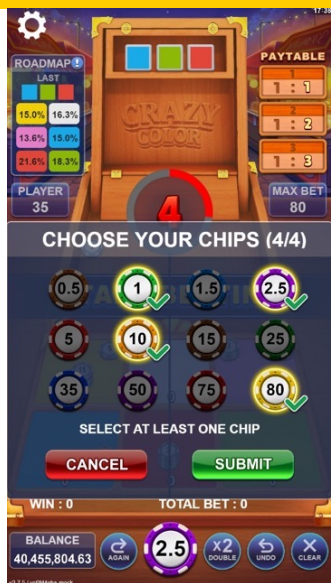 17:38
ROADMAP!
LAST
15.0% 16.3%
13.6% 15.0%
21.6% 18.3%
PAYTABLE
1
1 : 1
2
1 : 2
3
1 : 3
CRAZY
COLOR
PLAYER
35
MAX BET
80
4
CHOOSE YOUR CHIPS (4/4)
0.5 1 1.5 2.5
5 10 15 25
35 50 75 80
SELECT AT LEAST ONE CHIP
CANCEL SUBMIT
WIN : 0 TOTAL BET : 0
BALANCE
40,455,804.63
AGAIN
2.5
X2
DOUBLE
UNDO
CLEAR